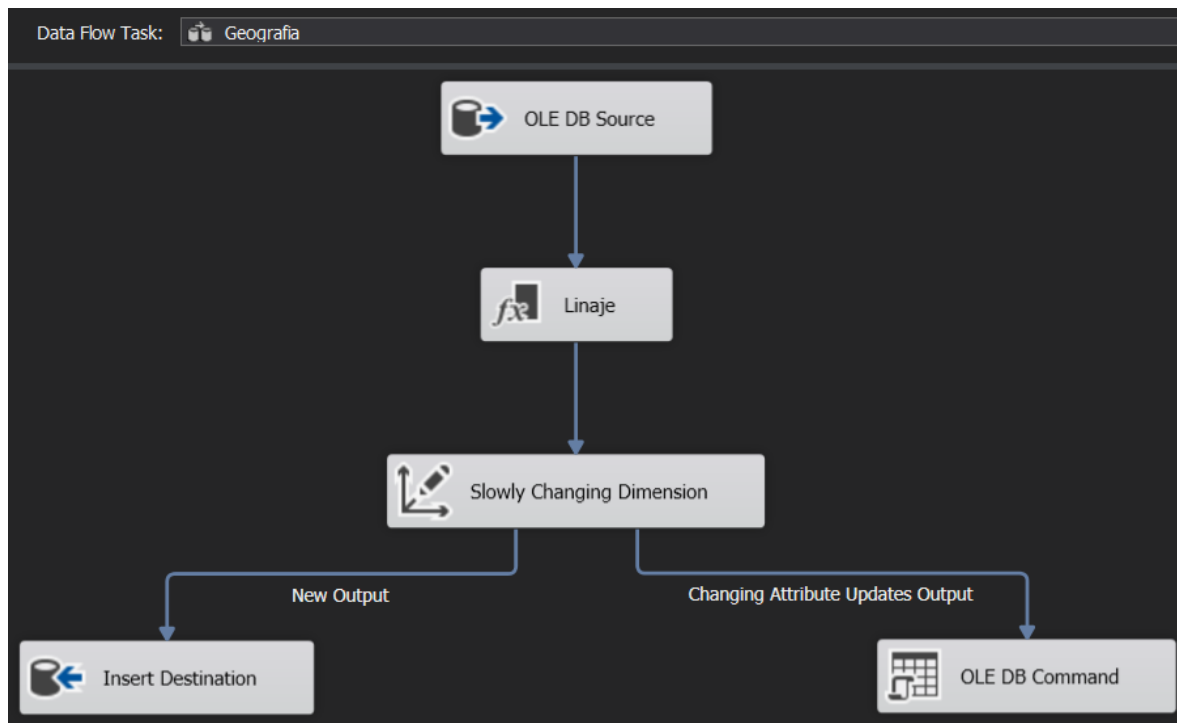 Data Flow Task: Geografia
OLE DB Source
fx Linaje
Slowly Changing Dimension
New Output
Changing Attribute Updates Output
Insert Destination
OLE DB Command